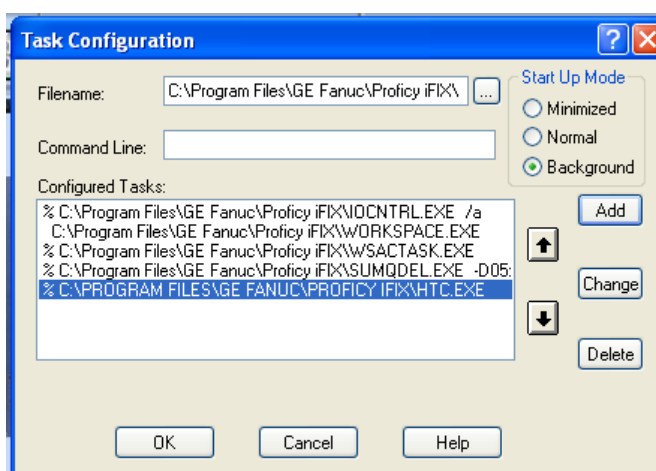 Task Configuration
Filename:
C:\Program Files\GE Fanuc\Proficy iFIX\
...
Start Up Mode
Minimized
Normal
Background
Command Line:
Configured Tasks:
% C:\Program Files\GE Fanuc\Proficy iFIX\IOCNTRL.EXE /a
C:\Program Files\GE Fanuc\Proficy iFIX\WORKSPACE.EXE
% C:\Program Files\GE Fanuc\Proficy iFIX\WSACTASK.EXE
% C:\Program Files\GE Fanuc\Proficy iFIX\SUMQDEL.EXE -D05:
% C:\PROGRAM FILES\GE FANUC\PROFICY IFIX\HTC.EXE
Add
Change
Delete
OK
Cancel
Help